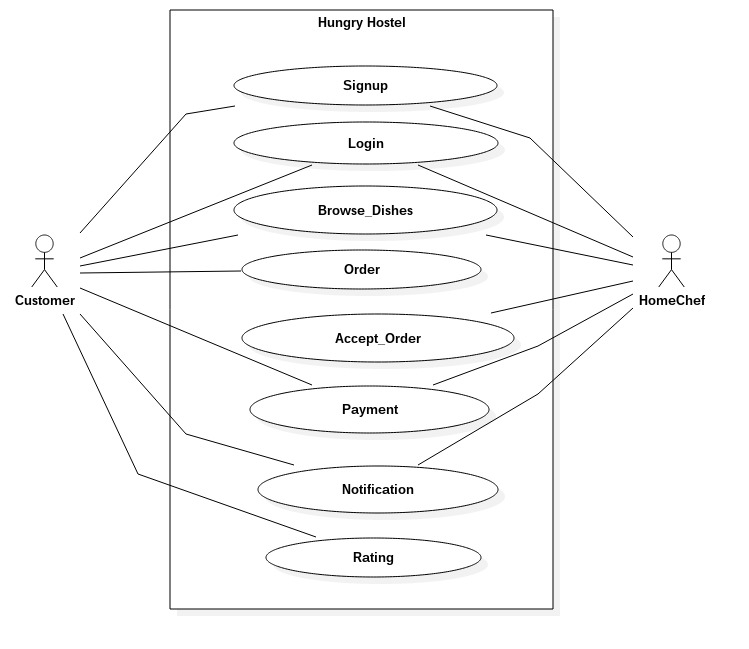 Hungry Hostel
Signup
Login
Browse_Dishes
Order
Customer
HomeChef
Accept_Order
Payment
Notification
Rating